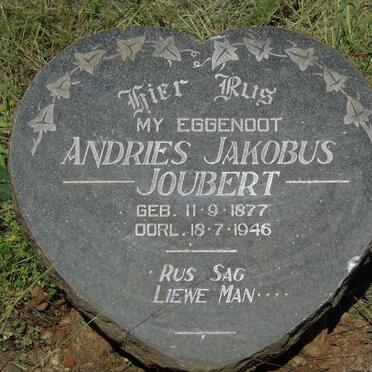 Hier Rus
MY EGGENOOT
ANDRIES JAKOBUS
JOUBERT
GEB. 11·9·1877
OORL. 18·7·1946
RUS SAG
LIEWE MAN····